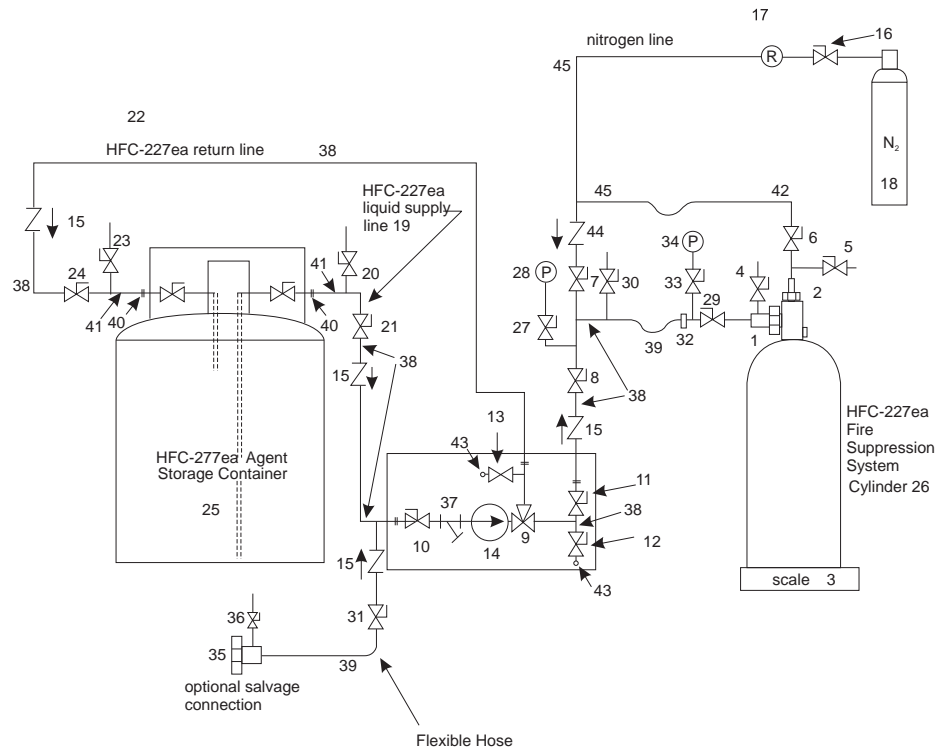 17
16
nitrogen line
R
45
N2
18
22
HFC-227ea return line
38
HFC-227ea
liquid supply
line 19
45
42
15
23
44
34
P
6
5
28
P
7
30
33
4
2
24
41
20
29
38
41
40
40
21
27
39
32
1
15
38
8
38
13
15
HFC-227ea
Fire
Suppression
System
Cylinder 26
HFC-277ea Agent
Storage Container
25
43
11
37
38
10
14
9
12
15
43
scale 3
36
31
35
39
optional salvage
connection
Flexible Hose